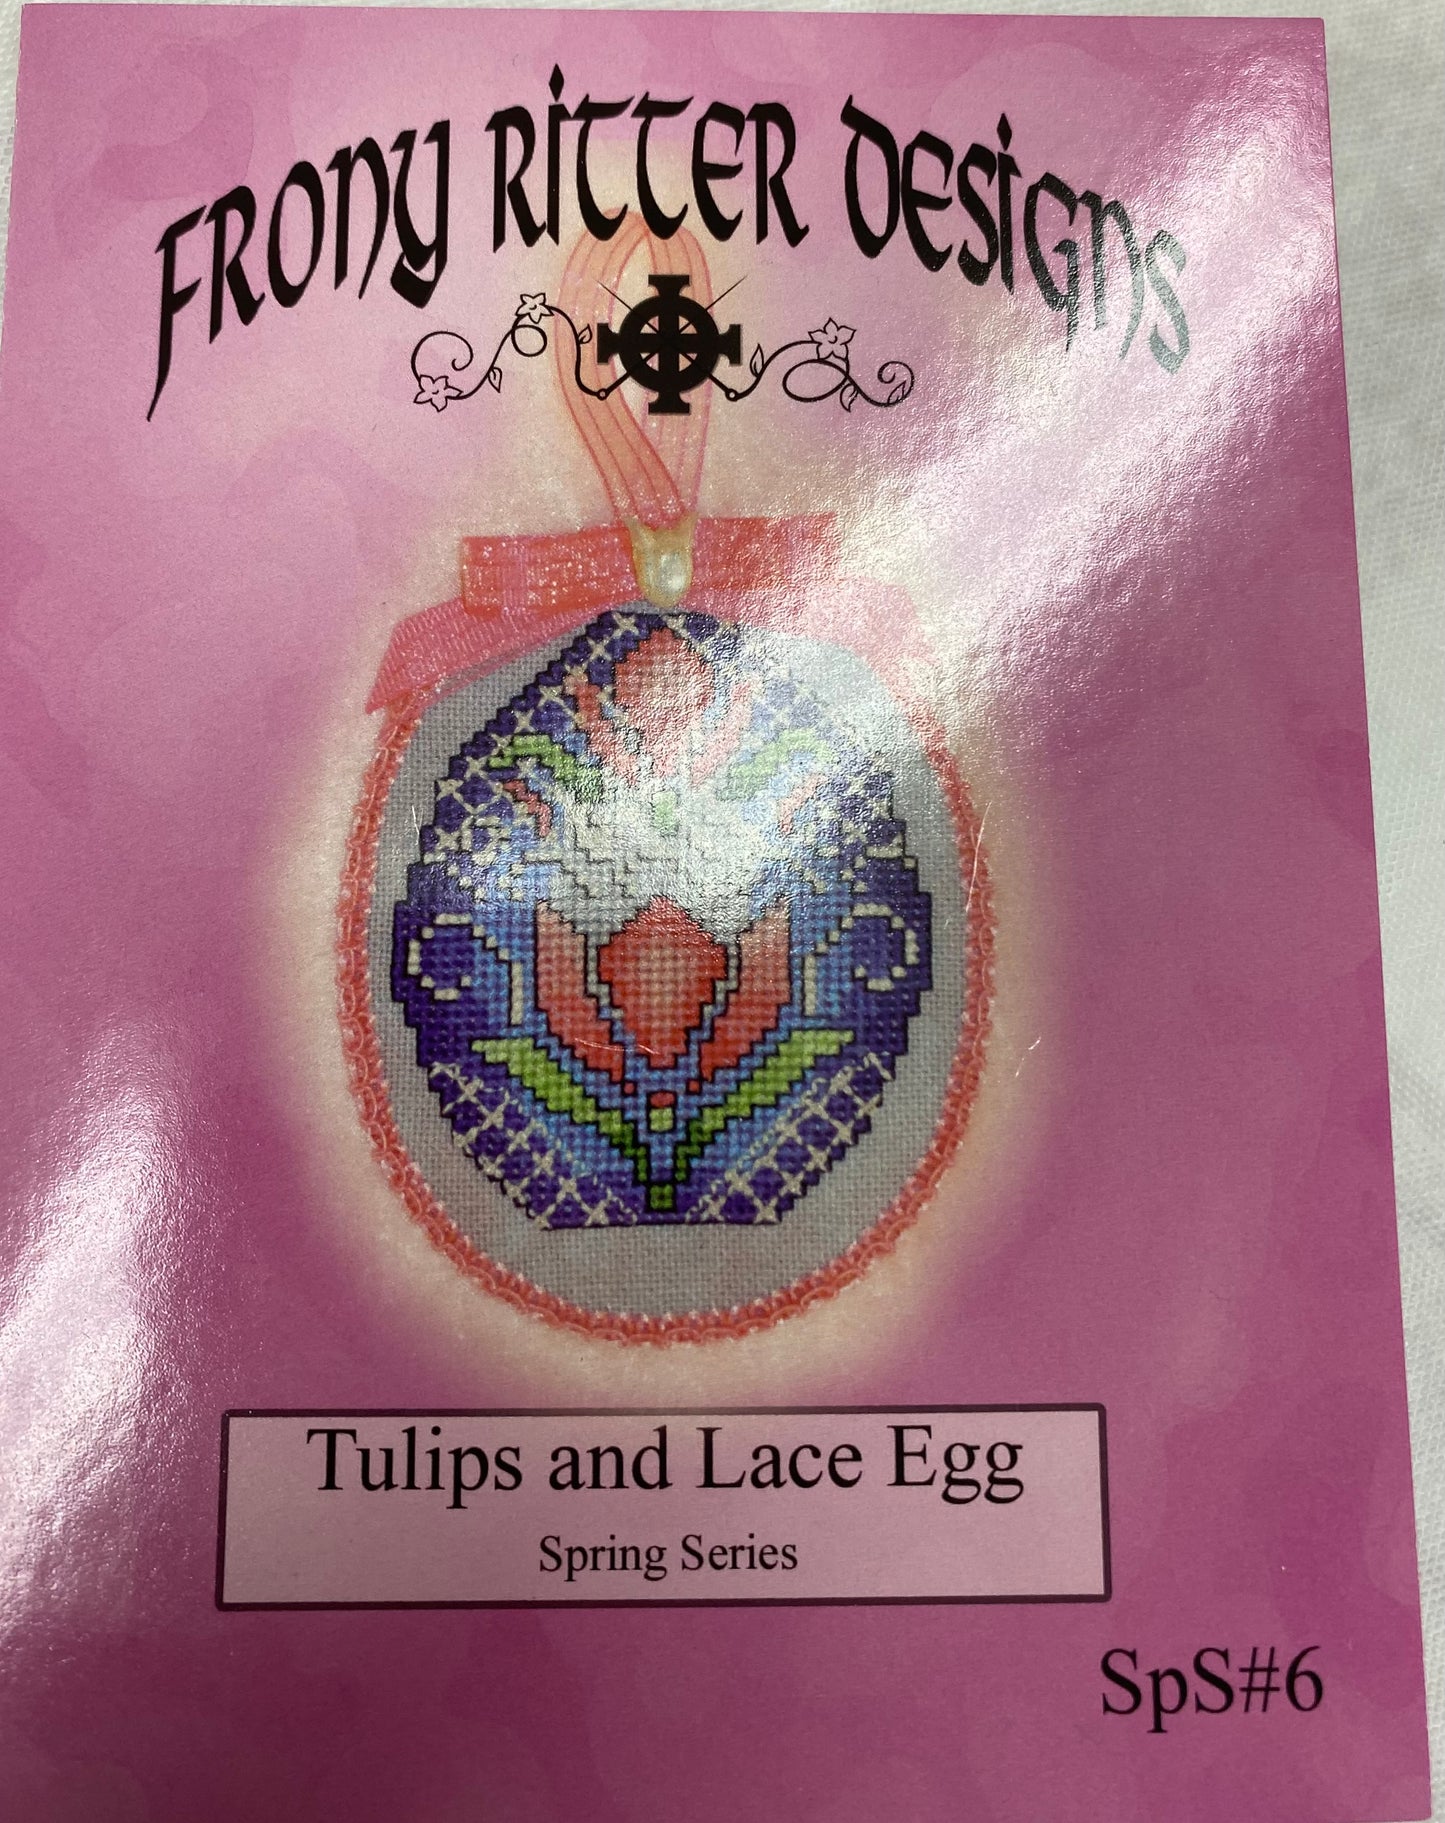 FRONY RITTER DESIGNS
Tulips and Lace Egg
Spring Series
SpS#6